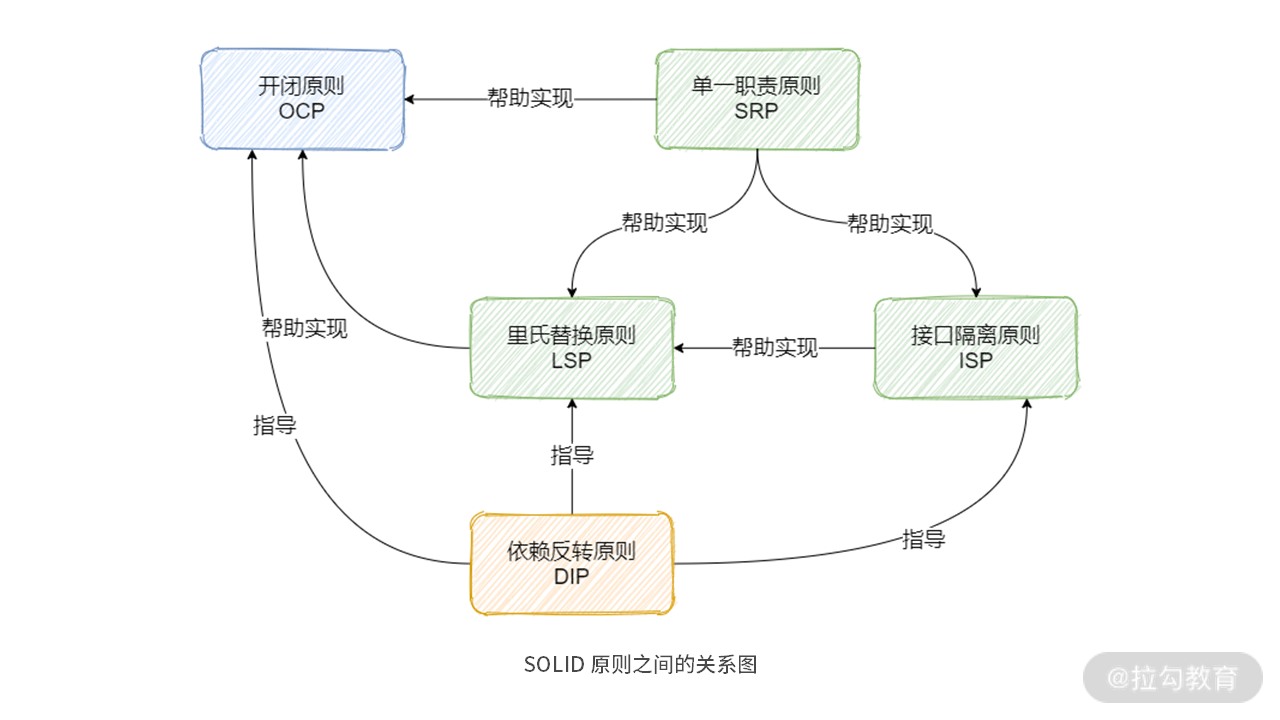 开闭原则
OCP
帮助实现
单一职责原则
SRP
帮助实现
帮助实现
帮助实现
里氏替换原则
LSP
帮助实现
接口隔离原则
ISP
指导
指导
指导
依赖反转原则
DIP
SOLID 原则之间的关系图
@拉勾教育